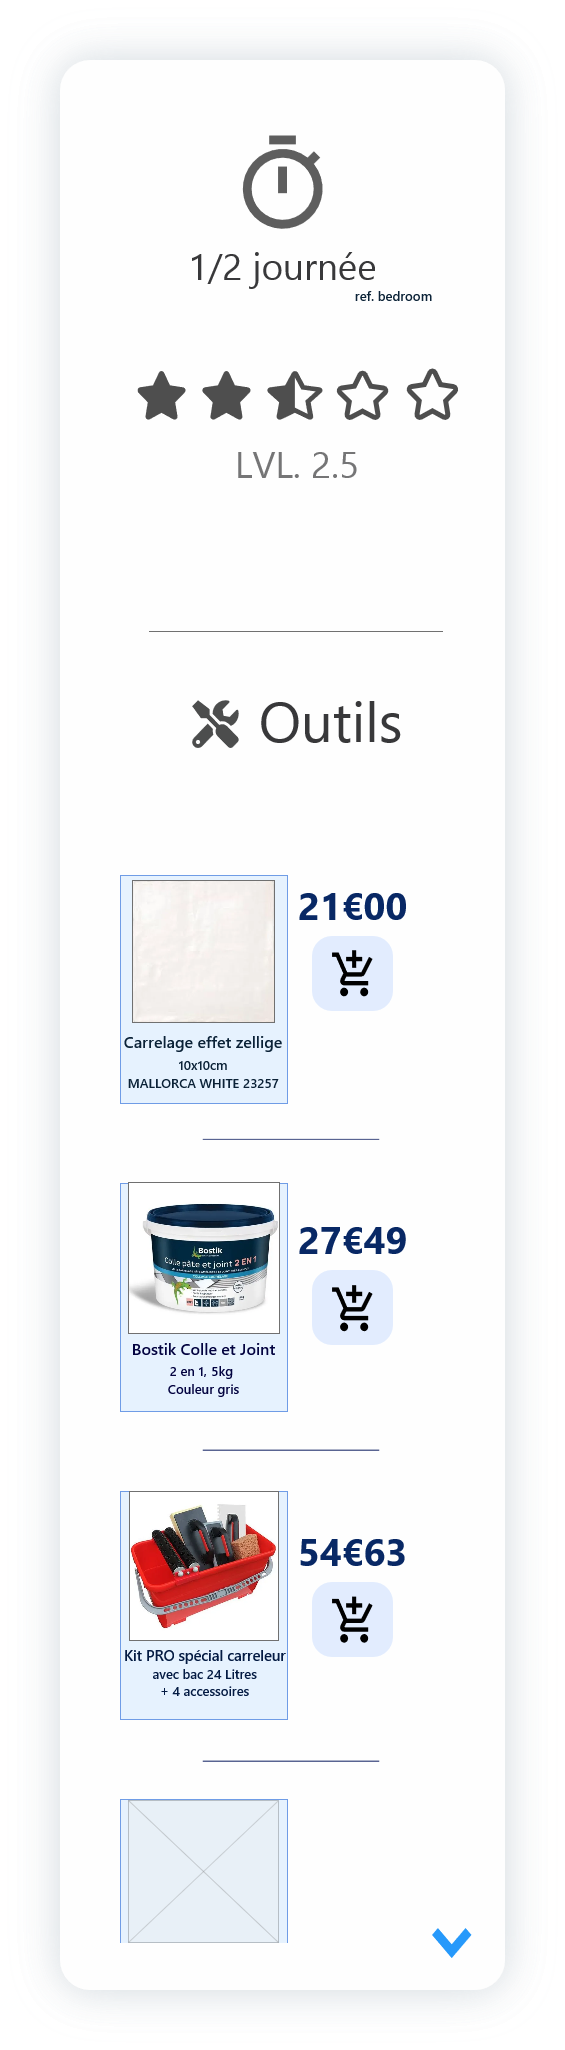 1/2 journée
ref. bedroom
LVL. 2.5
Outils
21€00
Carrelage effet zellige
10x10cm
MALLORCA WHITE 23257
Bostik
Colle pâte et joint 2 EN 1
27€49
Bostik Colle et Joint
2 en 1, 5kg
Couleur gris
54€63
Kit PRO spécial carreleur
avec bac 24 Litres
+ 4 accessoires